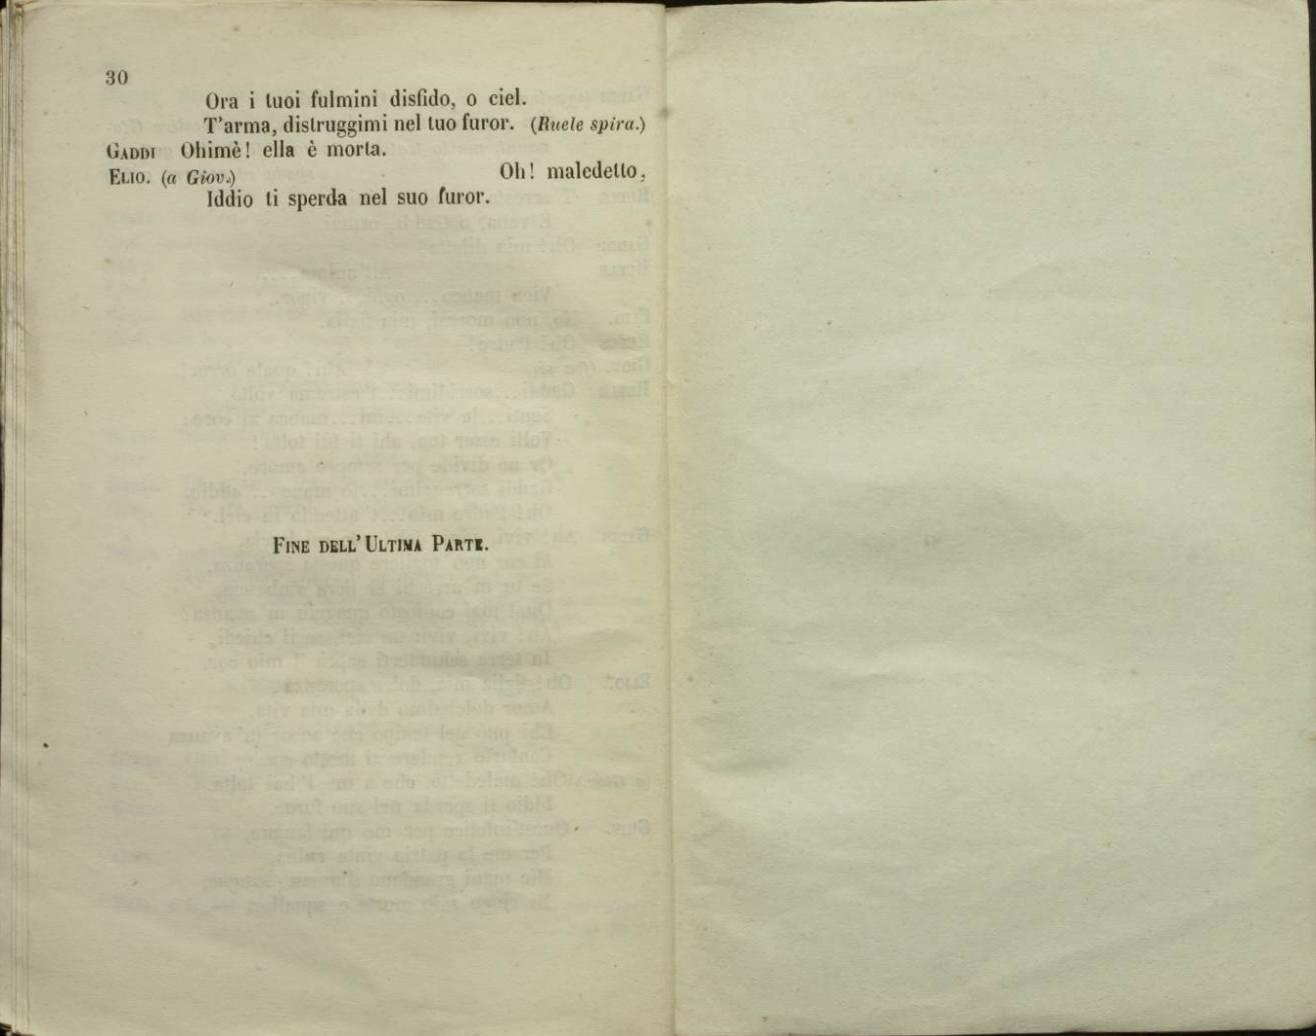 30
Ora i tuoi fulmini disfido, o ciel.
T'arma, distruggimi nel tuo furor. (Ruele spira.)
GADDI Ohimè! ella è morta.
ELIO. (a Giov.) Oh! maledetto,
Iddio ti sperda nel suo furor.
FINE DELL'ULTIMA PARTE.